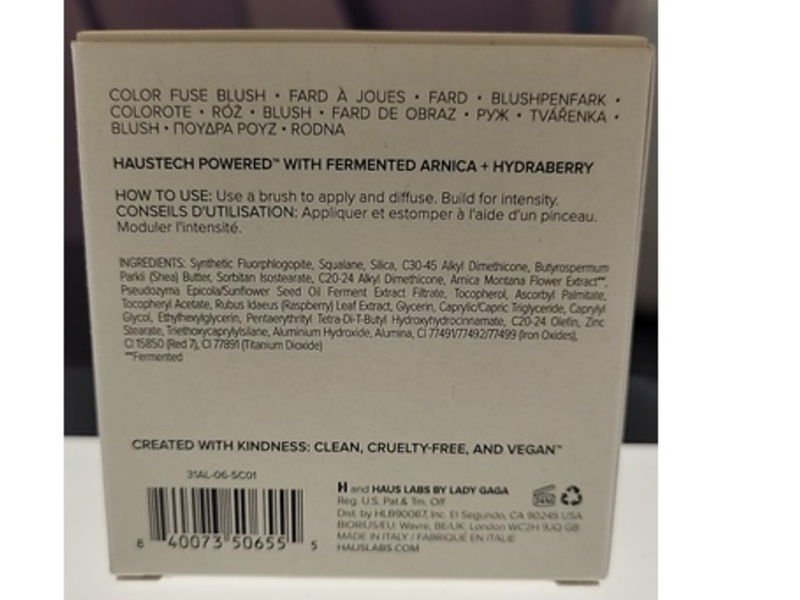 COLOR FUSE BLUSH • FARD À JOUES • FARD • BLUSHPENFARK •
COLOROTE • RÓŻ • BLUSH • FARD DE OBRAZ • РУЖ • TVÁŘENKA •
BLUSH • ΠΟΥΔΡΑ ΡΟΥΖ • RODNA
HAUSTECH POWERED™ WITH FERMENTED ARNICA + HYDRABERRY
HOW TO USE: Use a brush to apply and diffuse. Build for intensity.
CONSEILS D'UTILISATION: Appliquer et estomper à l'aide d'un pinceau.
Moduler l'intensité.
INGREDIENTS: Synthetic Fluorphlogopite, Squalane, Silica, C30-45 Alkyl Dimethicone, Butyrospermum
Parkii (Shea) Butter, Sorbitan Isostearate, C20-24 Alkyl Dimethicone, Arnica Montana Flower Extract**,
Pseudozyma Epicola/Sunflower Seed Oil Ferment Extract Filtrate, Tocopherol, Ascorbyl Palmitate,
Tocopheryl Acetate, Rubus Idaeus (Raspberry) Leaf Extract, Glycerin, Caprylic/Capric Triglyceride, Caprylyl
Glycol, Ethylhexylglycerin, Pentaerythrityl Tetra-Di-T-Butyl Hydroxyhydrocinnamate, C20-24 Olefin, Zinc
Stearate, Triethoxycaprylylsilane, Aluminum Hydroxide, Alumina, CI 77491/77492/77499 (Iron Oxides),
CI 15850 (Red 7), CI 77891 (Titanium Dioxide)
**Fermented
CREATED WITH KINDNESS: CLEAN, CRUELTY-FREE, AND VEGAN™
31AL-06-SC01
H and HAUS LABS BY LADY GAGA
Reg. U.S. Pat.& Tm. Off
Dist. by HLB90067, Inc. El Segundo, CA 90245 USA
BIORIUS/EU: Wavre, BE/UK: London WC2H 9JQ GB
MADE IN ITALY / FABRIQUÉ EN ITALIE
HAUSLABS.COM
8 40073 50655 5